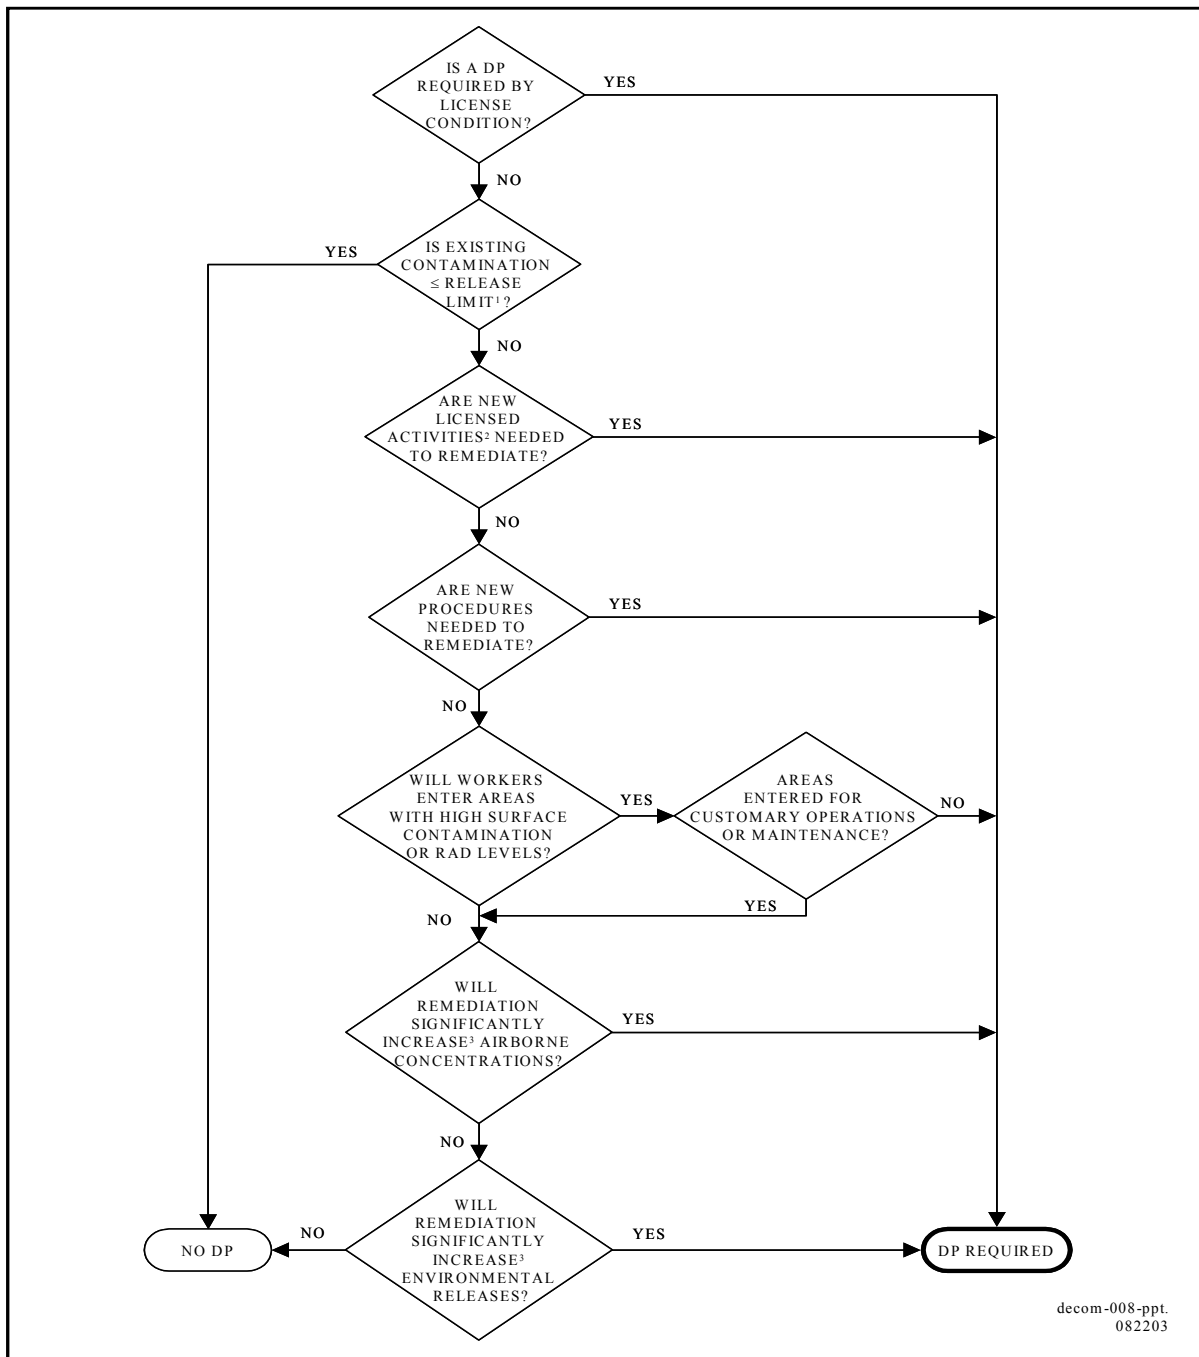 IS A DP
REQUIRED BY
LICENSE
CONDITION?
YES
NO
IS EXISTING
CONTAMINATION
≤ RELEASE
LIMIT¹?
YES
NO
ARE NEW
LICENSED
ACTIVITIES² NEEDED
TO REMEDIATE?
YES
NO
ARE NEW
PROCEDURES
NEEDED TO
REMEDIATE?
YES
NO
WILL WORKERS
ENTER AREAS
WITH HIGH SURFACE
CONTAMINATION
OR RAD LEVELS?
YES
AREAS
ENTERED FOR
CUSTOMARY OPERATIONS
OR MAINTENANCE?
NO
YES
NO
WILL
REMEDIATION
SIGNIFICANTLY
INCREASE³ AIRBORNE
CONCENTRATIONS?
YES
NO
WILL
REMEDIATION
SIGNIFICANTLY
INCREASE³
ENVIRONMENTAL
RELEASES?
NO
YES
NO DP
DP REQUIRED
decom-008-ppt.
082203